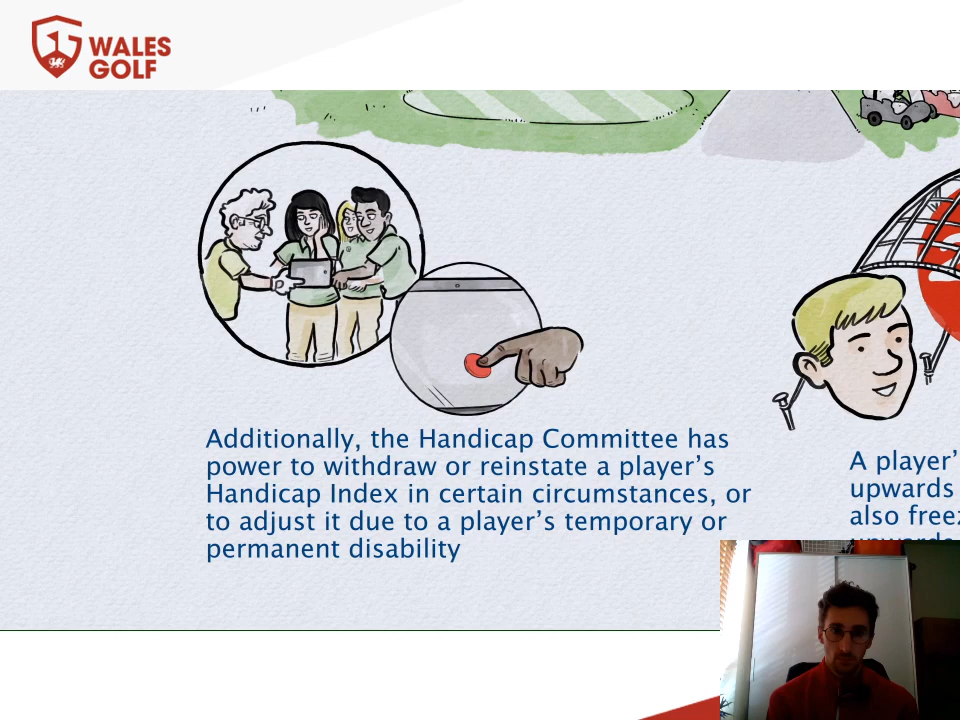 WALES
GOLF
Additionally, the Handicap Committee has
power to withdraw or reinstate a player's
Handicap Index in certain circumstances, or
to adjust it due to a player's temporary or
permanent disability
A player'
upwards
also free